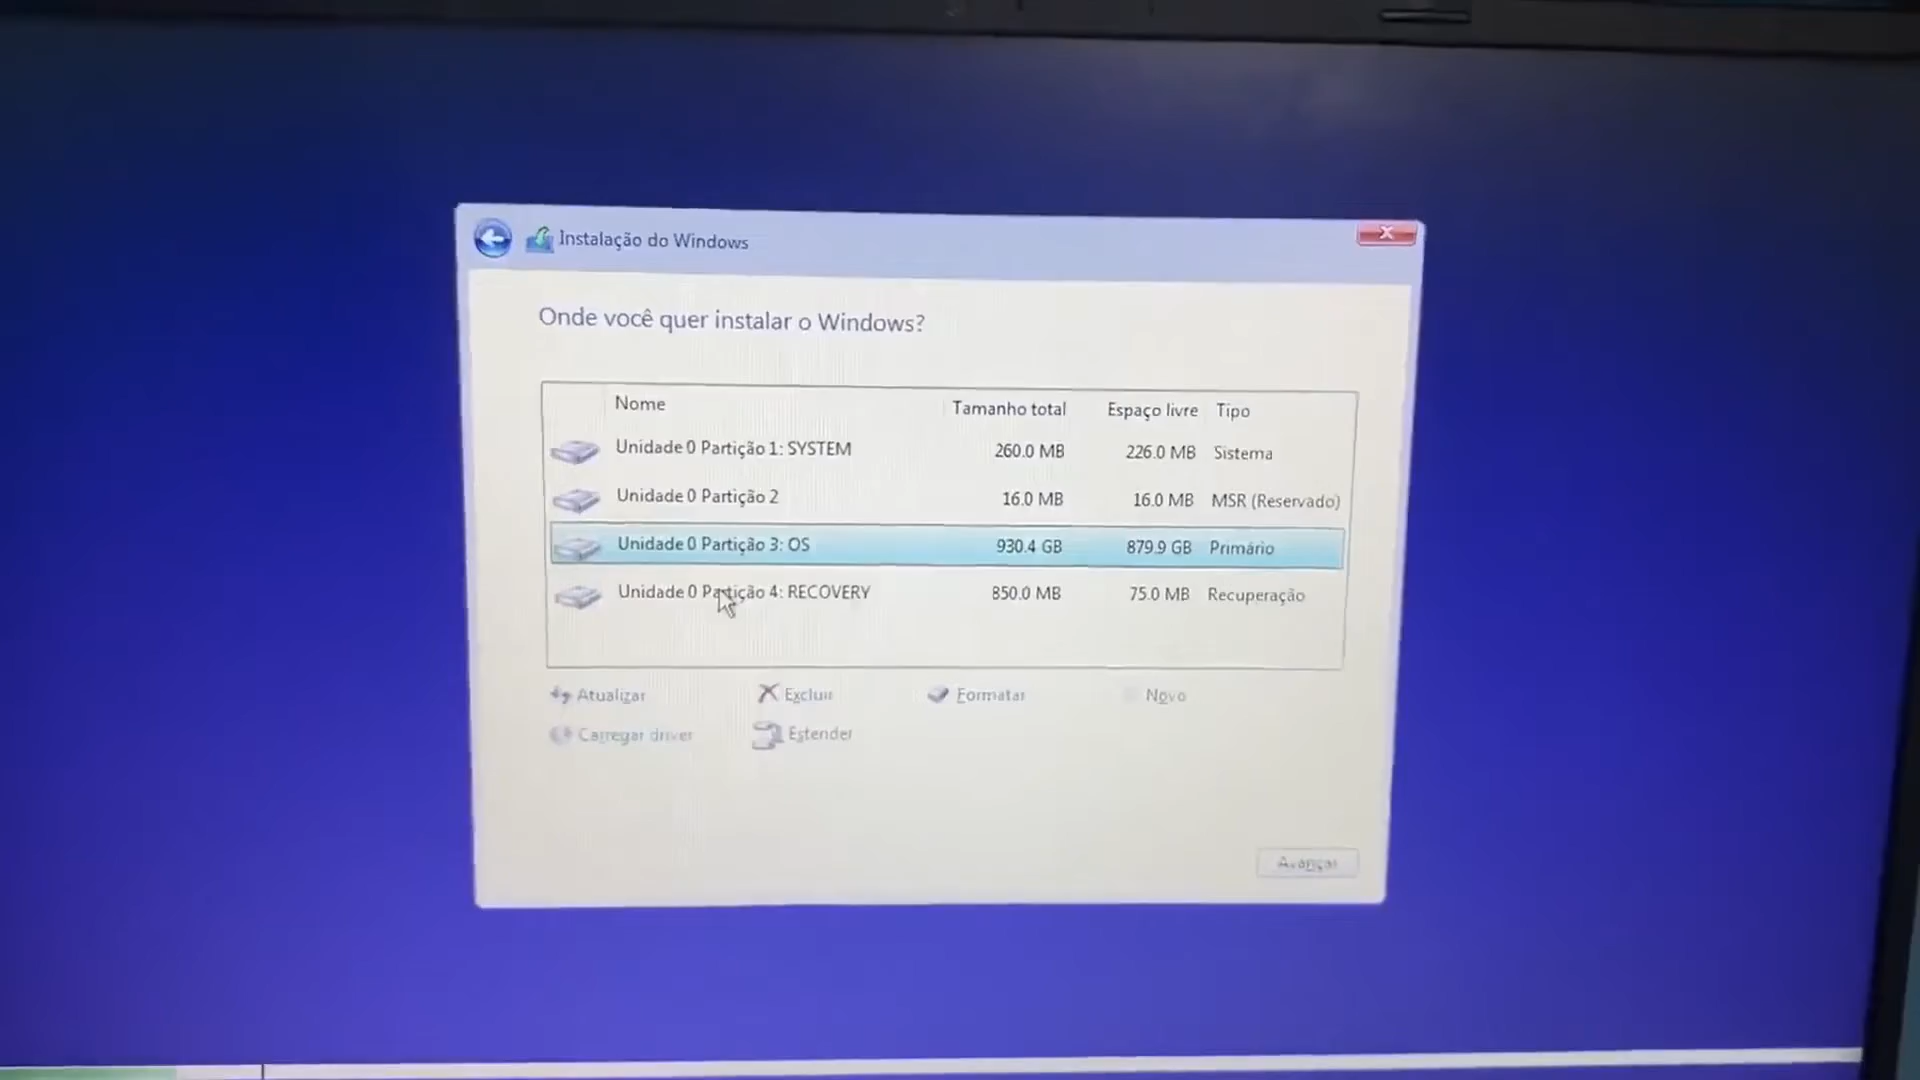 Instalação do Windows
Onde você quer instalar o Windows?
Nome Tamanho total Espaço livre Tipo
Unidade 0 Partição 1: SYSTEM 260.0 MB 226.0 MB Sistema
Unidade 0 Partição 2 16.0 MB 16.0 MB MSR (Reservado)
Unidade 0 Partição 3: OS 930.4 GB 879.9 GB Primário
Unidade 0 Partição 4: RECOVERY 850.0 MB 75.0 MB Recuperação
Atualizar Excluir Formatar Novo
Carregar driver Estender
Avançar